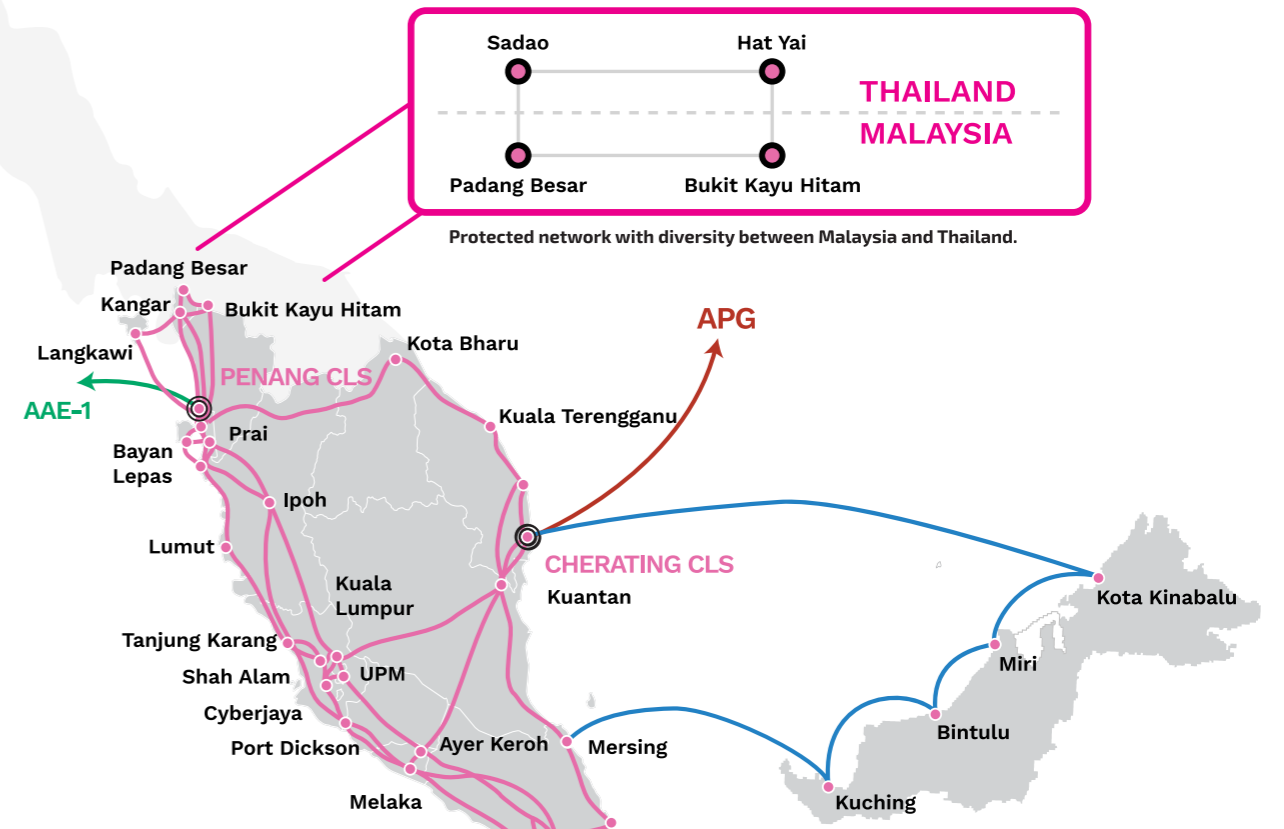 Sadao
Hat Yai
THAILAND
MALAYSIA
Padang Besar
Bukit Kayu Hitam
Protected network with diversity between Malaysia and Thailand.
Padang Besar
Kangar
Bukit Kayu Hitam
Langkawi
Kota Bharu
APG
PENANG CLS
AAE-1
Kuala Terengganu
Prai
Bayan
Lepas
Ipoh
Lumut
CHERATING CLS
Kuala
Lumpur
Kuantan
Kota Kinabalu
Tanjung Karang
Shah Alam
UPM
Miri
Cyberjaya
Port Dickson
Ayer Keroh
Mersing
Bintulu
Melaka
Kuching